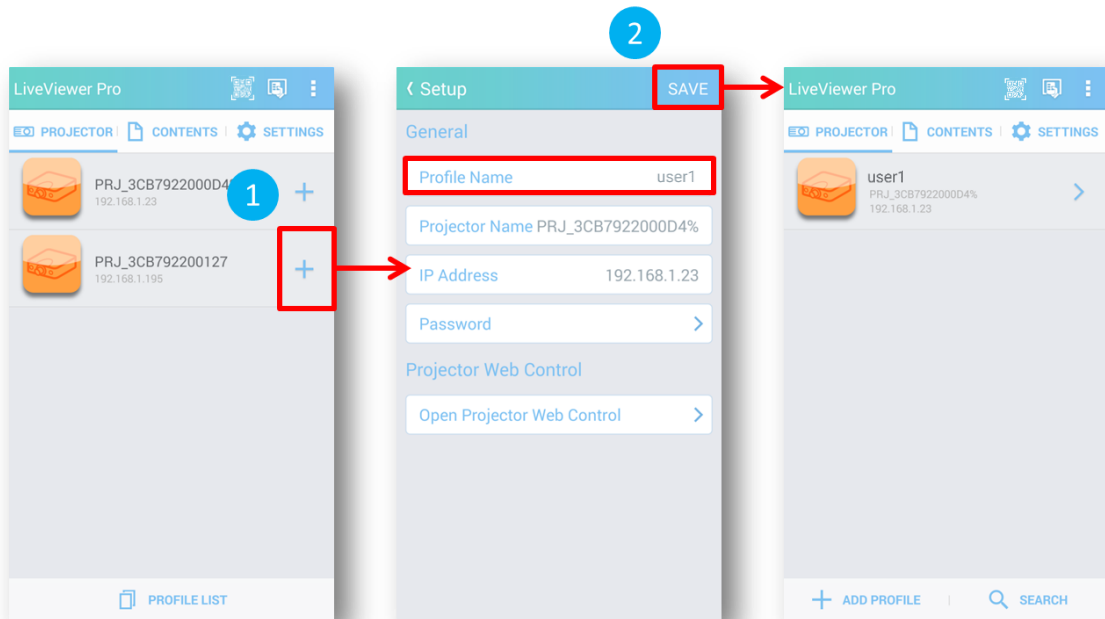 2
LiveViewer Pro
PROJECTOR
CONTENTS
SETTINGS
PRJ_3CB7922000D4
192.168.1.23
1
PRJ_3CB792200127
192.168.1.195
PROFILE LIST
Setup
SAVE
General
Profile Name user1
Projector Name PRJ_3CB7922000D4%
IP Address 192.168.1.23
Password
Projector Web Control
Open Projector Web Control
LiveViewer Pro
PROJECTOR
CONTENTS
SETTINGS
user1
PRJ_3CB7922000D4%
192.168.1.23
ADD PROFILE
SEARCH